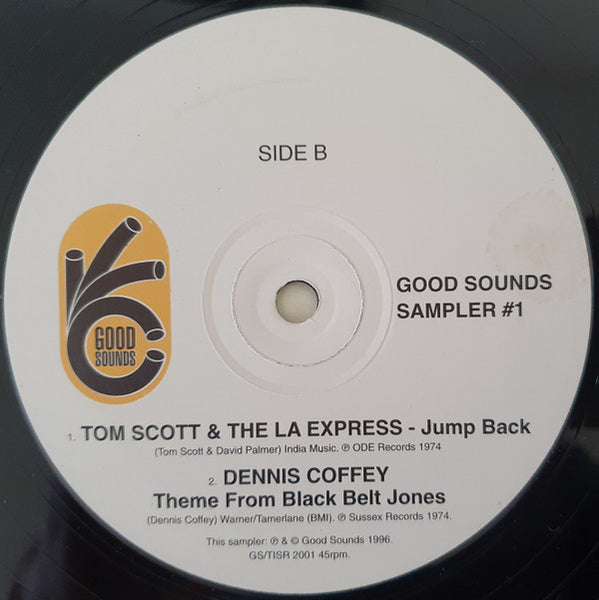 SIDE B
GOOD SOUNDS
GOOD SOUNDS
SAMPLER #1
1. TOM SCOTT & THE LA EXPRESS - Jump Back
(Tom Scott & David Palmer) India Music. ℗ ODE Records 1974
2. DENNIS COFFEY
Theme From Black Belt Jones
(Dennis Coffey) Warner/Tamerlane (BMI). ℗ Sussex Records 1974.
This sampler: ℗ & © Good Sounds 1996.
GS/TISR 2001 45rpm.